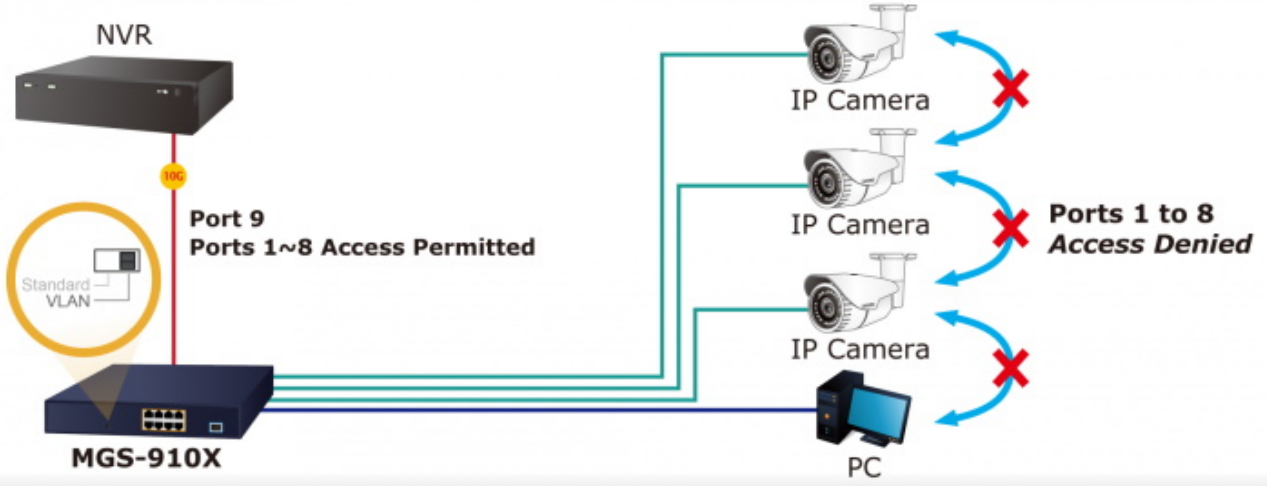 NVR
10G
Port 9
Ports 1~8 Access Permitted
Standard
VLAN
MGS-910X
IP Camera
IP Camera
IP Camera
PC
Ports 1 to 8
Access Denied